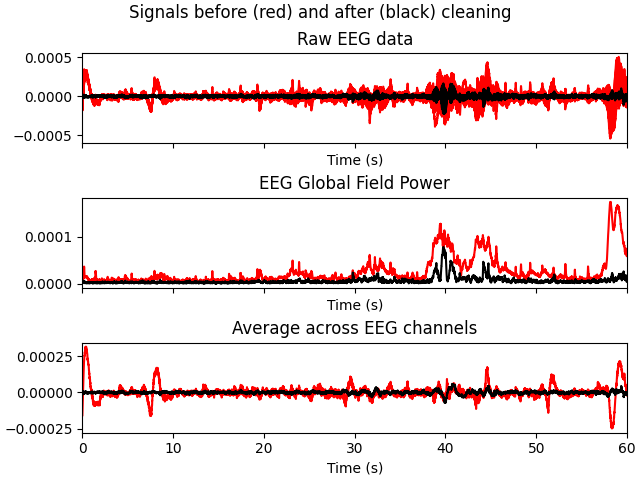 Signals before (red) and after (black) cleaning
Raw EEG data
0.0005
0.0000
−0.0005
Time (s)
EEG Global Field Power
0.0001
0.0000
Time (s)
Average across EEG channels
0.00025
0.00000
−0.00025
0 10 20 30 40 50 60
Time (s)